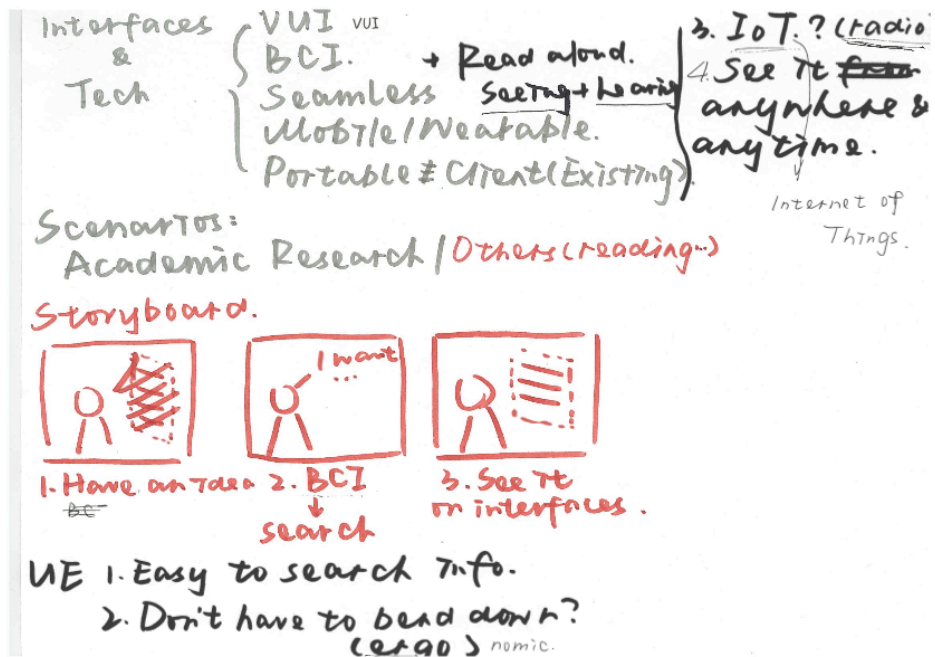 Interfaces
&
Tech
VUI VUI
BCI.
Seamless
Mobile/Wearable.
Portable ≠ Client(Existing).
+ Read aloud.
Seeing + hearing
3. IoT.? (radio
4. See it
anywhere &
anytime.
Internet of
Things.
Scenarios:
Academic Research / Others (reading..)
Storyboard.
I want
...
1. Have an idea 2. BCI 3. See it
BC
search on interfaces.
UE 1. Easy to search info.
2. Don't have to bend down?
(ergo) nomic.